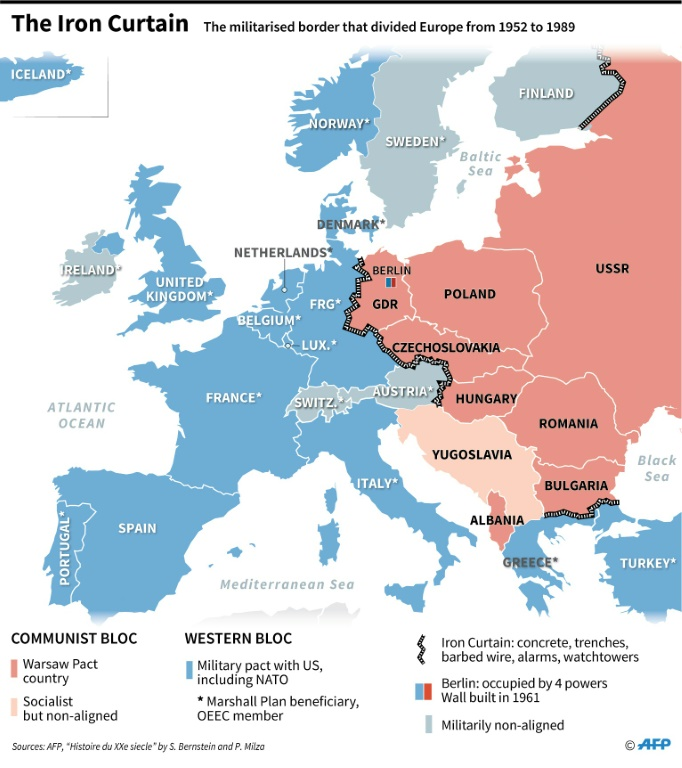 The Iron Curtain The militarised border that divided Europe from 1952 to 1989
ICELAND*
FINLAND
NORWAY*
SWEDEN*
Baltic
Sea
DENMARK*
NETHERLANDS*
IRELAND*
UNITED
KINGDOM*
BERLIN
USSR
FRG*
GDR
POLAND
BELGIUM*
LUX.*
CZECHOSLOVAKIA
FRANCE*
SWITZ.*
AUSTRIA*
HUNGARY
ATLANTIC
OCEAN
ROMANIA
YUGOSLAVIA
Black
Sea
ITALY*
BULGARIA
PORTUGAL*
SPAIN
ALBANIA
GREECE*
TURKEY*
Mediterranean Sea
COMMUNIST BLOC
Warsaw Pact
country
Socialist
but non-aligned
WESTERN BLOC
Military pact with US,
including NATO
* Marshall Plan beneficiary,
OEEC member
Iron Curtain: concrete, trenches,
barbed wire, alarms, watchtowers
Berlin: occupied by 4 powers
Wall built in 1961
Militarily non-aligned
Sources: AFP, "Histoire du XXe siecle" by S. Bernstein and P. Milza
© AFP